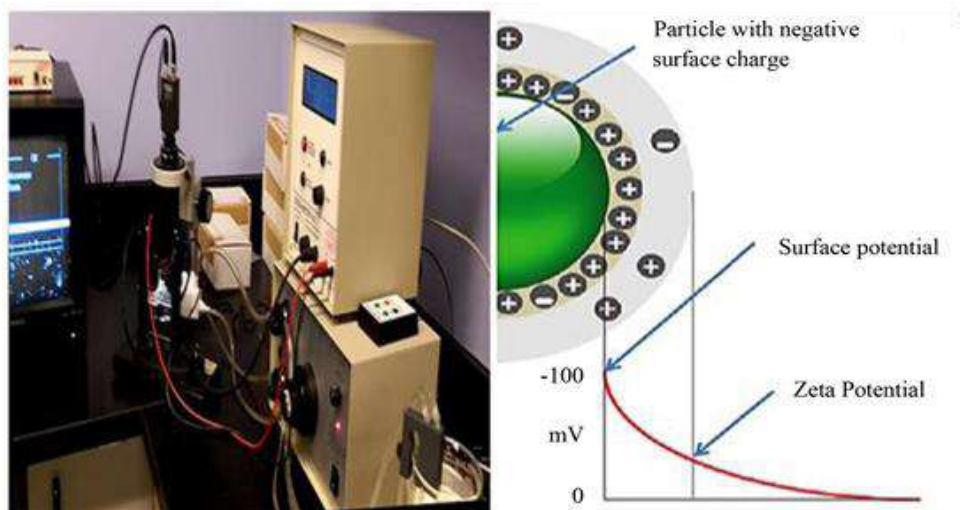 Particle with negative
surface charge
Surface potential
-100
Zeta Potential
mV
0